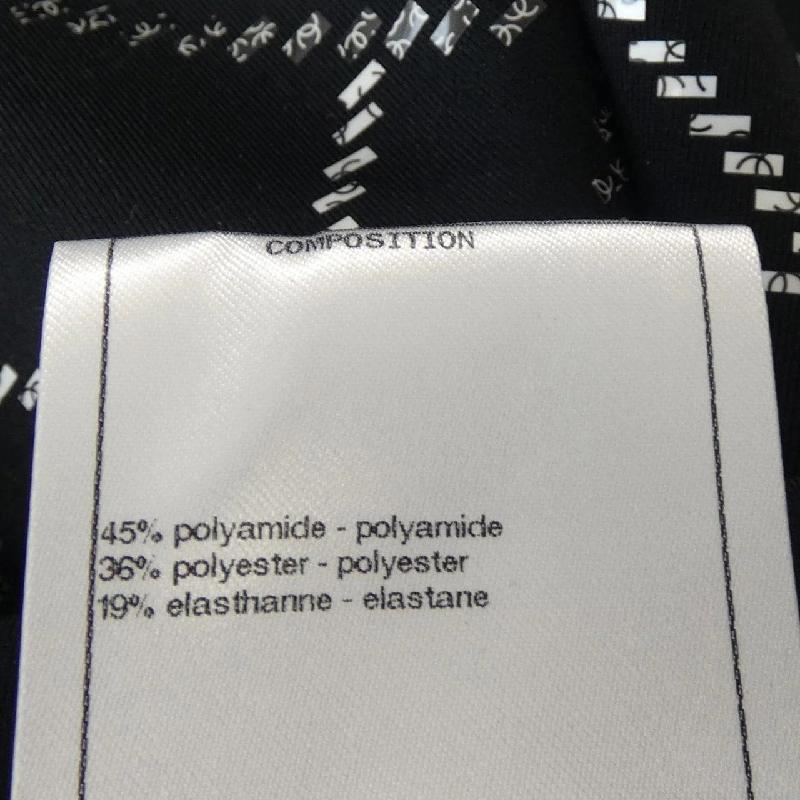 COMPOSITION
45% polyamide - polyamide
36% polyester - polyester
19% elasthanne - elastane